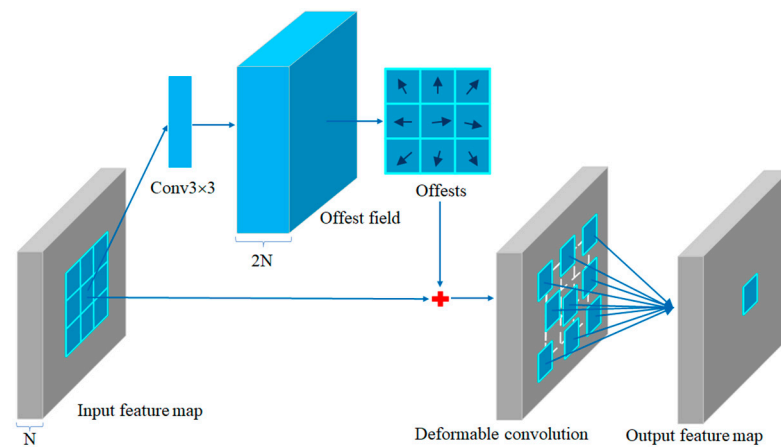 Conv3×3
Offests
Offest field
2N
Input feature map
N
Deformable convolution
Output feature map